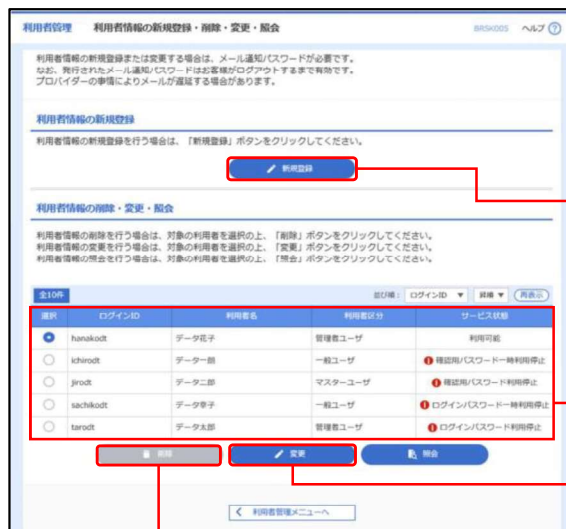 利用者管理 利用者情報の新規登録・削除・変更・照会 BRSK005 ヘルプ ?
利用者情報の新規登録または変更する場合は、メール通知パスワードが必要です。
なお、発行されたメール通知パスワードはお客様がログアウトするまで有効です。
プロバイダーの事情によりメールが遅延する場合があります。
利用者情報の新規登録
利用者情報の新規登録を行う場合は、「新規登録」ボタンをクリックしてください。
新規登録
利用者情報の削除・変更・照会
利用者情報の削除を行う場合は、対象の利用者を選択の上、「削除」ボタンをクリックしてください。
利用者情報の変更を行う場合は、対象の利用者を選択の上、「変更」ボタンをクリックしてください。
利用者情報の照会を行う場合は、対象の利用者を選択の上、「照会」ボタンをクリックしてください。
全10件 並び順: ログインID 昇順 再表示
選択 ログインID 利用者名 利用者区分 サービス状態
hanakodt データ花子 管理者ユーザ 利用可能
ichirodt データ一郎 一般ユーザ 確認用パスワード一時利用停止
jirodt データ二郎 マスターユーザ 確認用パスワード利用停止
sachikodt データ幸子 一般ユーザ ログインパスワード一時利用停止
tarodt データ太郎 管理者ユーザ ログインパスワード利用停止
削除 変更 照会
利用者管理メニューへ